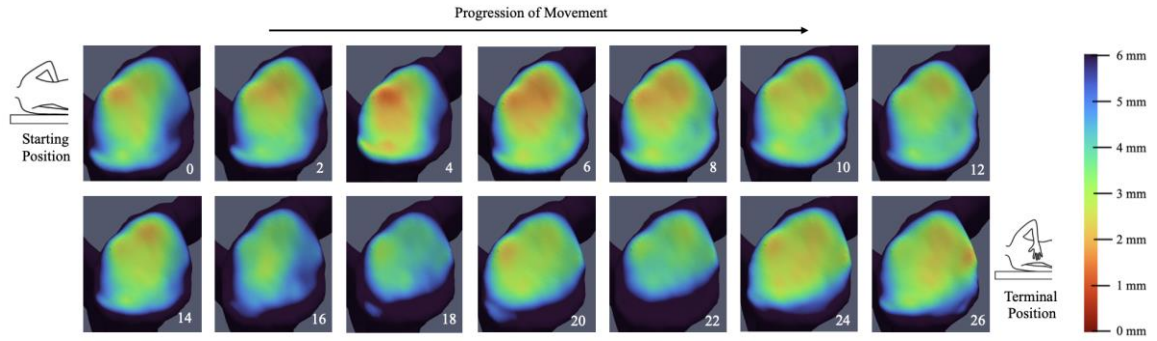 Progression of Movement
Starting
Position
0
2
4
6
8
10
12
14
16
18
20
22
24
26
Terminal
Position
6 mm
5 mm
4 mm
3 mm
2 mm
1 mm
0 mm